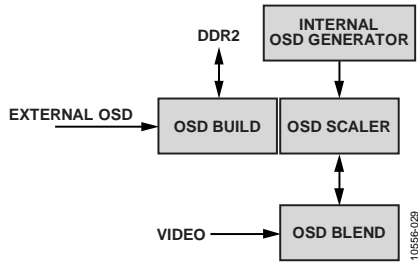 INTERNAL
OSD GENERATOR
DDR2
EXTERNAL OSD
OSD BUILD
OSD SCALER
VIDEO
OSD BLEND
10556-029